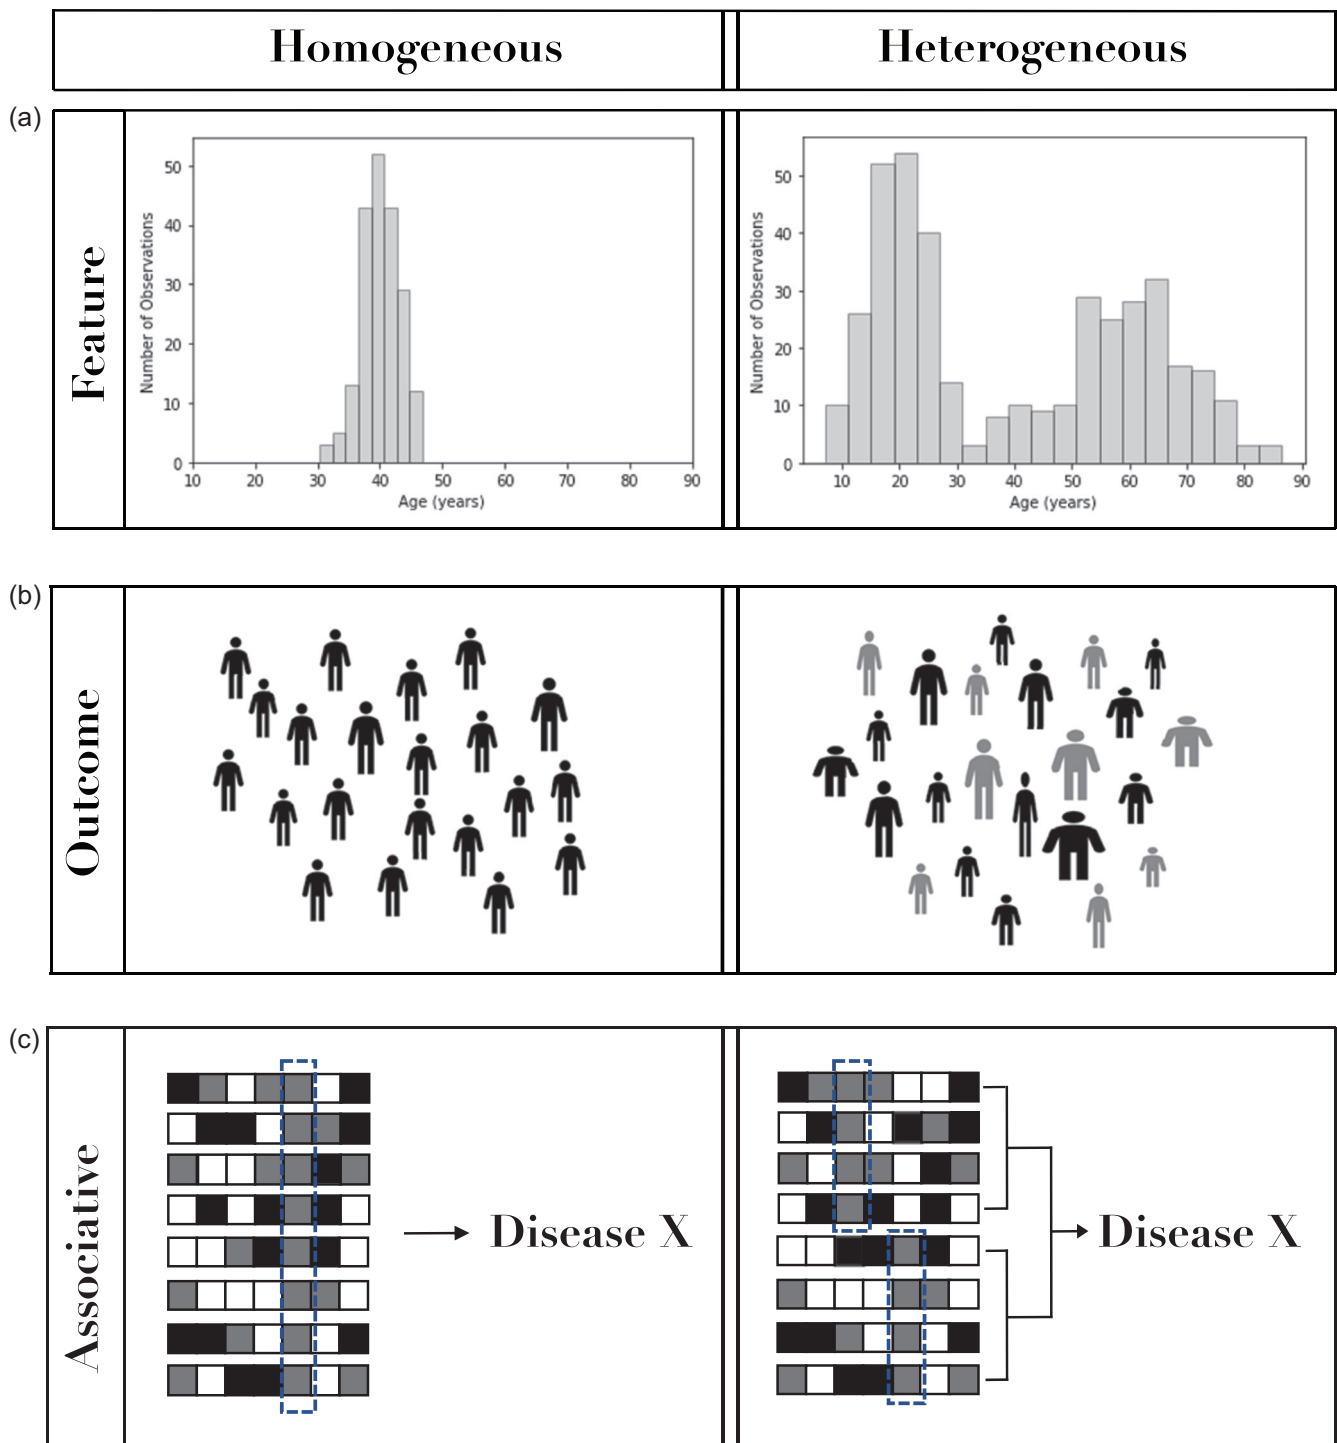 Homogeneous
Heterogeneous
(a)
Feature
Number of Observations
50
40
30
20
10
0
10 20 30 40 50 60 70 80 90
Age (years)
Number of Observations
50
40
30
20
10
0
10 20 30 40 50 60 70 80 90
Age (years)
(b)
Outcome
(c)
Associative
Disease X
Disease X